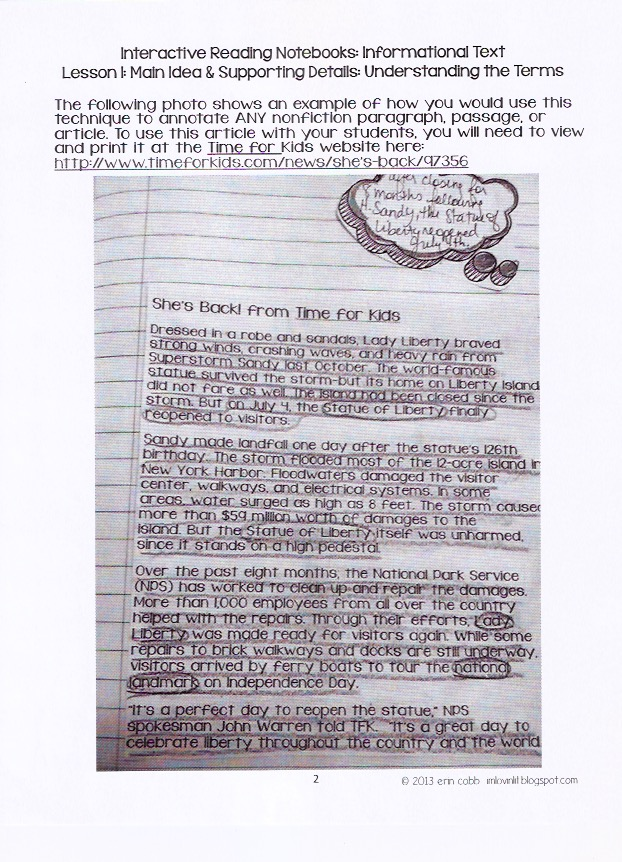 Interactive Reading Notebooks: Informational Text
Lesson 1: Main Idea & Supporting Details: Understanding the Terms
The following photo shows an example of how you would use this
technique to annotate ANY nonfiction paragraph, passage, or
article. To use this article with your students, you will need to view
and print it at the Time for Kids website here:
http://www.timeforkids.com/news/she's-back/97356
after closing for
8 months following
Sandy, the Statue of
Liberty reopened
July 4th.
She's Back! from Time for Kids
Dressed in a robe and sandals, Lady Liberty braved
strong winds, crashing waves, and heavy rain from
Superstorm Sandy last October. The world-famous
statue survived the storm-but its home on Liberty Island
did not fare as well. The island had been closed since the
storm. But on July 4, the Statue of Liberty finally
reopened to visitors.
Sandy made landfall one day after the statue's 126th
birthday. The storm flooded most of the 12-acre island in
New York Harbor. Floodwaters damaged the visitor
center, walkways, and electrical systems. In some
areas, water surged as high as 8 feet. The storm caused
more than $59 million worth of damages to the
island. But the Statue of Liberty itself was unharmed,
since it stands on a high pedestal.
Over the past eight months, the National Park Service
(NPS) has worked to clean up and repair the damages.
More than 1,000 employees from all over the country
helped with the repairs. Through their efforts, Lady
Liberty was made ready for visitors again. While some
repairs to brick walkways and docks are still underway,
visitors arrived by ferry boats to tour the national
landmark on Independence Day.
"It's a perfect day to reopen the statue," NPS
spokesman John Warren told TFK. "It's a great day to
celebrate liberty throughout the country and the world
2
© 2013 erin cobb imlovinlit.blogspot.com